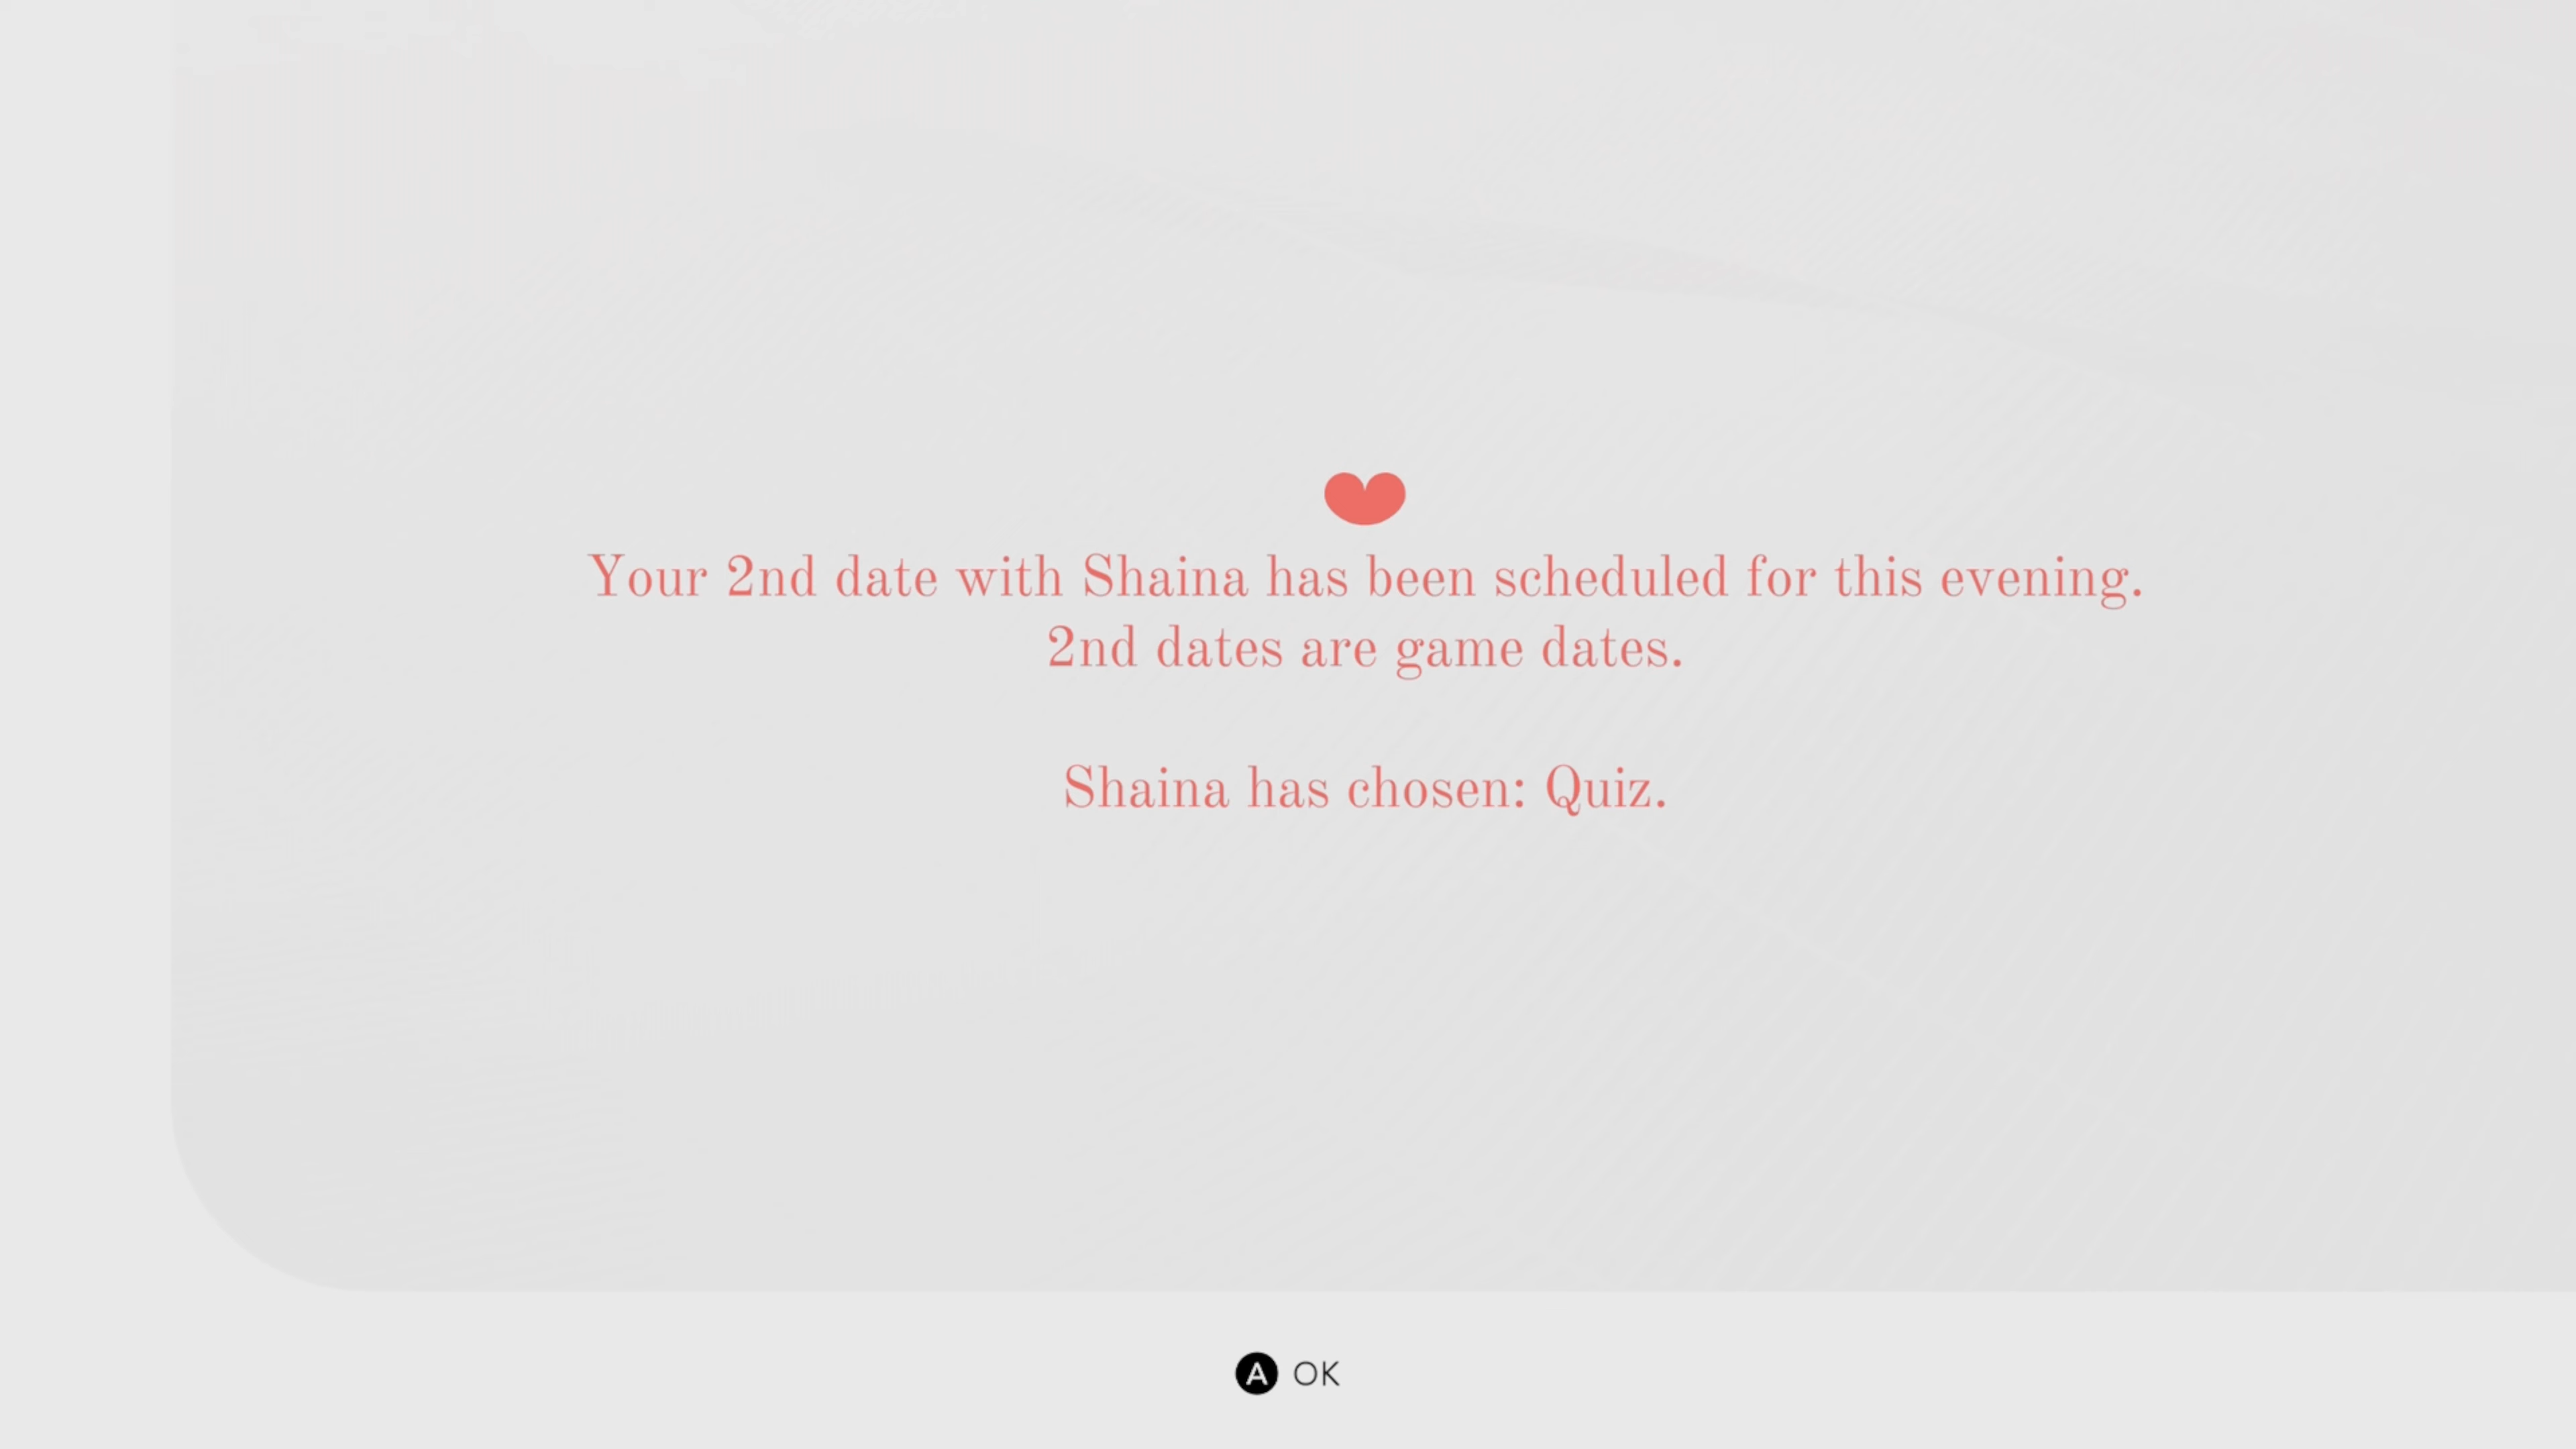 Your 2nd date with Shaina has been scheduled for this evening.
2nd dates are game dates.
Shaina has chosen: Quiz.
A OK